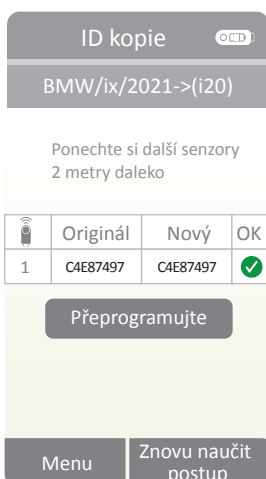 ID kopie
BMW/ix/2021->(i20)
Ponechte si další senzory
2 metry daleko
Originál Nový OK
1 C4E87497 C4E87497
Přeprogramujte
Menu
Znovu naučit
postup